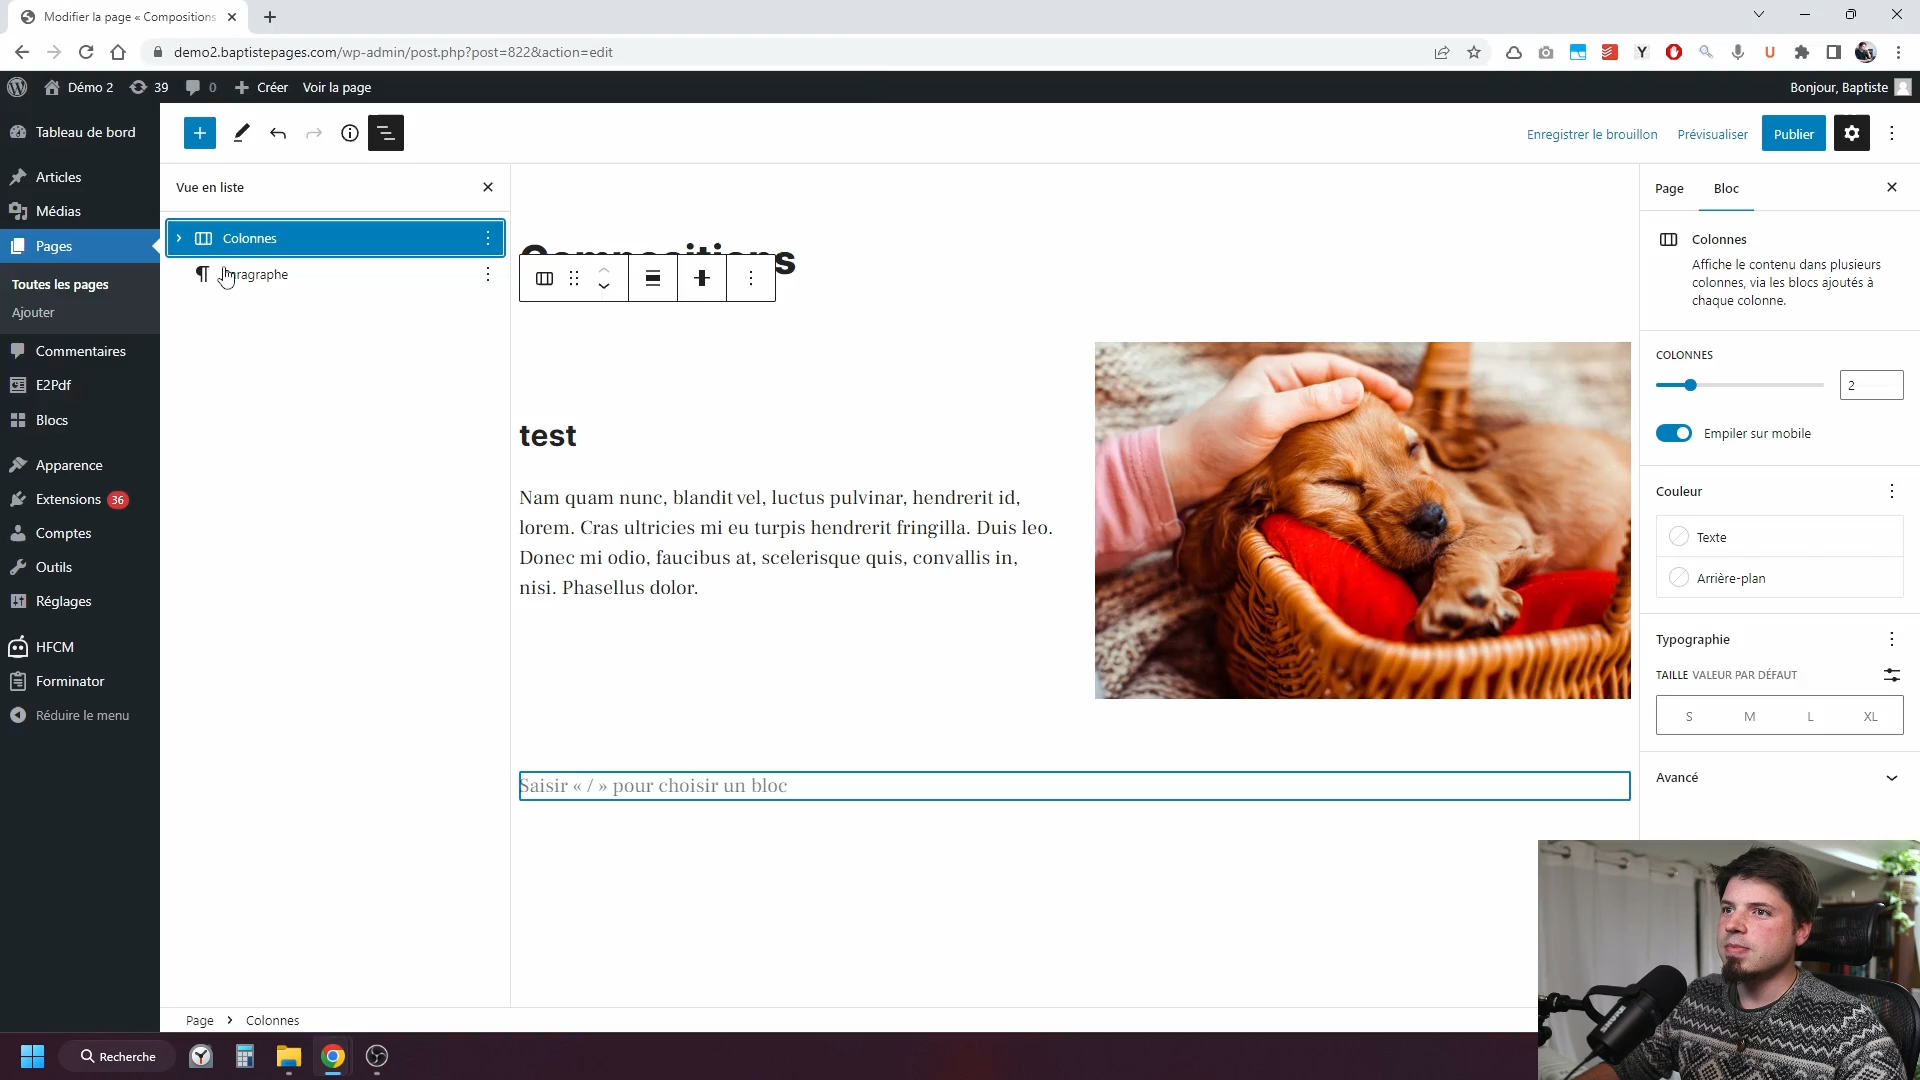 Modifier la page « Compositions
demo2.baptistepages.com/wp-admin/post.php?post=822&action=edit
Démo 2
39
0
Créer
Voir la page
Bonjour, Baptiste
Tableau de bord
Articles
Médias
Pages
Toutes les pages
Ajouter
Commentaires
E2Pdf
Blocs
Apparence
Extensions 36
Comptes
Outils
Réglages
HFCM
Forminator
Réduire le menu
Enregistrer le brouillon
Prévisualiser
Publier
Vue en liste
Colonnes
Compositions
test
Nam quam nunc, blandit vel, luctus pulvinar, hendrerit id,
lorem. Cras ultricies mi eu turpis hendrerit fringilla. Duis leo.
Donec mi odio, faucibus at, scelerisque quis, convallis in,
nisi. Phasellus dolor.
Saisir « / » pour choisir un bloc
Page
Bloc
Colonnes
Affiche le contenu dans plusieurs
colonnes, via les blocs ajoutés à
chaque colonne.
COLONNES
2
Empiler sur mobile
Couleur
Texte
Arrière-plan
Typographie
TAILLE VALEUR PAR DÉFAUT
S M L XL
Avancé
Page
Colonnes
Recherche